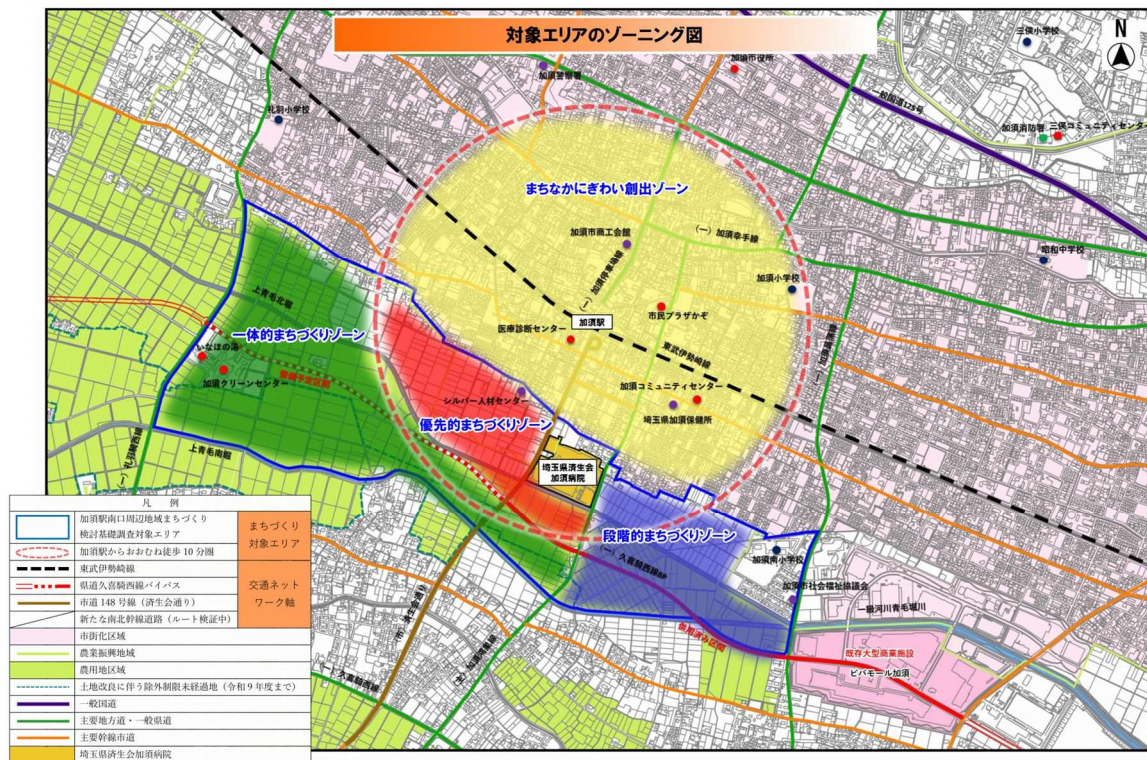 対象エリアのゾーニング図
N
三俣小学校
加須警察署
加須市役所
一般国道125号
礼羽小学校
加須消防署
三俣コミュニティセンター
まちなかにぎわい創出ゾーン
加須市商工会館
(一)加須幸手線
昭和中学校
(一)加須停車場線
加須小学校
上青毛北堀
一体的まちづくりゾーン
医療診断センター
加須駅
市民プラザかぞ
いなほの湯
東武伊勢崎線
加須クリーンセンター
整備予定区間
シルバー人材センター
加須コミュニティセンター
埼玉県加須保健所
優先的まちづくりゾーン
上青毛南堀
埼玉県済生会
加須病院
段階的まちづくりゾーン
(一)久喜騎西線BP
加須南小学校
加須市社会福祉協議会
一級河川青毛堀川
供用済み区間
既存大型商業施設
ビバモール加須
(市)済生会通り
(一)久喜騎西線
凡 例
加須駅南口周辺地域まちづくり
検討基礎調査対象エリア
まちづくり
対象エリア
加須駅からおおむね徒歩10分圏
東武伊勢崎線
県道久喜騎西線バイパス
交通ネット
ワーク軸
市道148号線(済生会通り)
新たな南北幹線道路(ルート検証中)
市街化区域
農業振興地域
農用地区域
土地改良に伴う除外制限未経過地(令和9年度まで)
一般国道
主要地方道・一般県道
主要幹線市道
埼玉県済生会加須病院